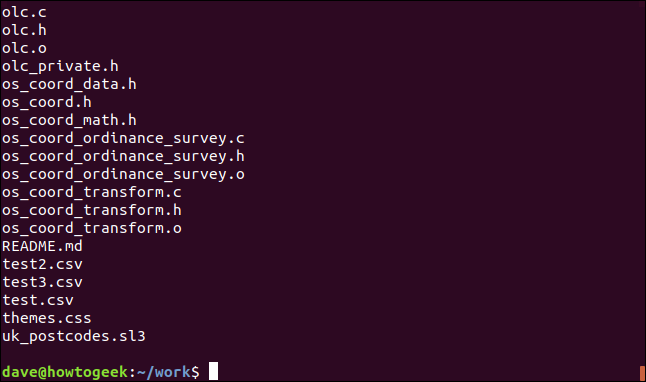 olc.c
olc.h
olc.o
olc_private.h
os_coord_data.h
os_coord.h
os_coord_math.h
os_coord_ordinance_survey.c
os_coord_ordinance_survey.h
os_coord_ordinance_survey.o
os_coord_transform.c
os_coord_transform.h
os_coord_transform.o
README.md
test2.csv
test3.csv
test.csv
themes.css
uk_postcodes.sl3
dave@howtogeek:~/work$